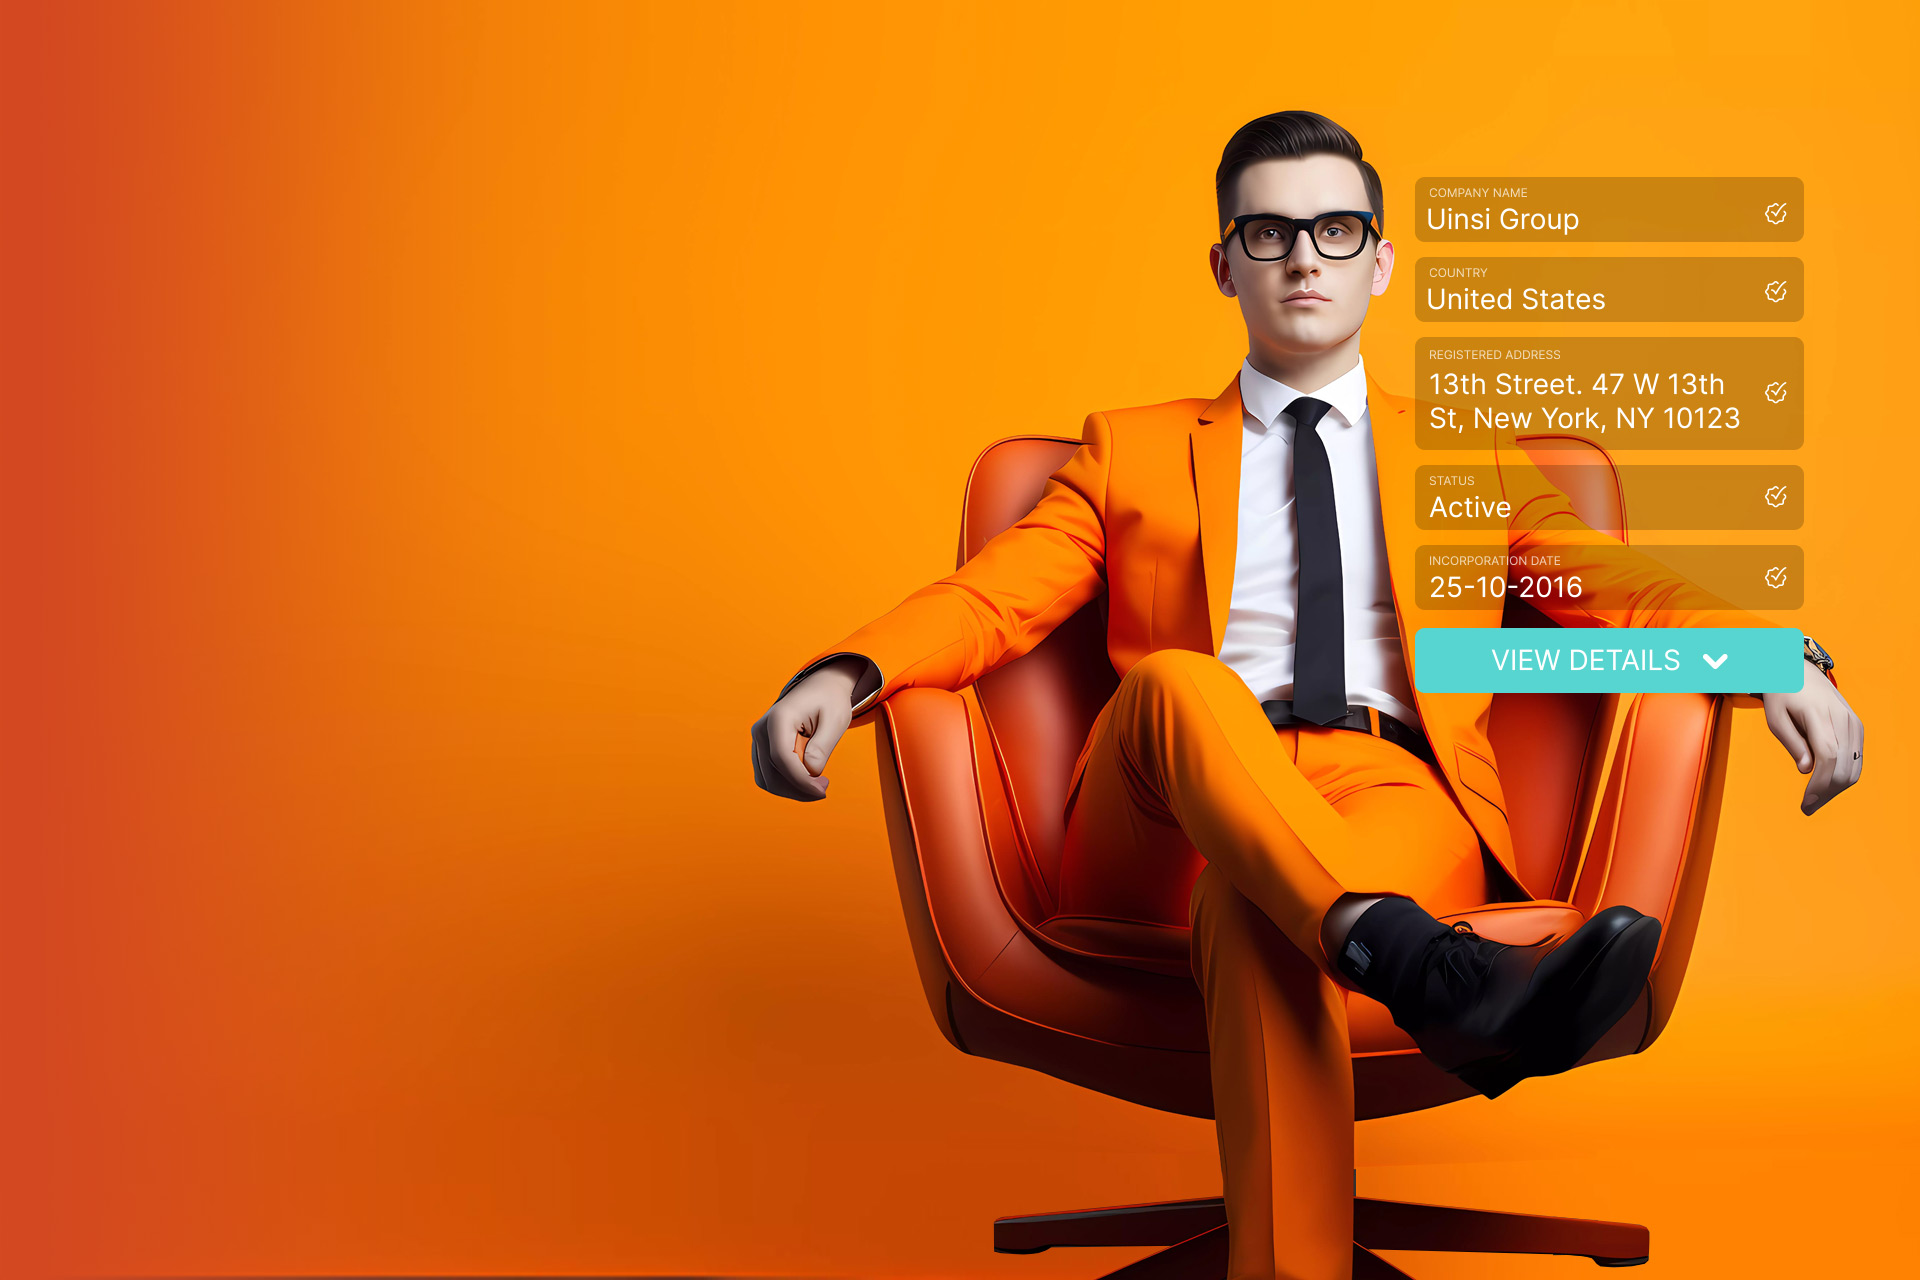 COMPANY NAME
Uinsi Group
COUNTRY
United States
REGISTERED ADDRESS
13th Street. 47 W 13th
St, New York, NY 10123
STATUS
Active
INCORPORATION DATE
25-10-2016
VIEW DETAILS